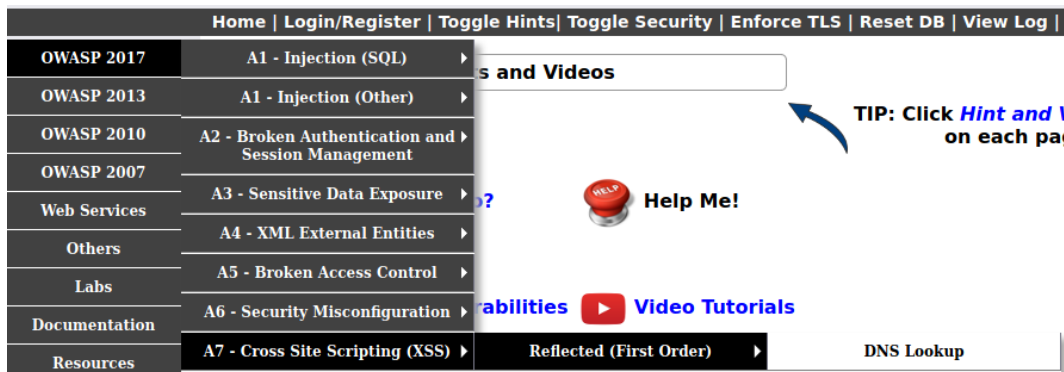 Home | Login/Register | Toggle Hints| Toggle Security | Enforce TLS | Reset DB | View Log |
OWASP 2017
OWASP 2013
OWASP 2010
OWASP 2007
Web Services
Others
Labs
Documentation
Resources
A1 - Injection (SQL)
A1 - Injection (Other)
A2 - Broken Authentication and
Session Management
A3 - Sensitive Data Exposure
A4 - XML External Entities
A5 - Broken Access Control
A6 - Security Misconfiguration
A7 - Cross Site Scripting (XSS)
Reflected (First Order)
DNS Lookup
s and Videos
TIP: Click Hint and
on each
?
HELP
Help Me!
rabilities
Video Tutorials